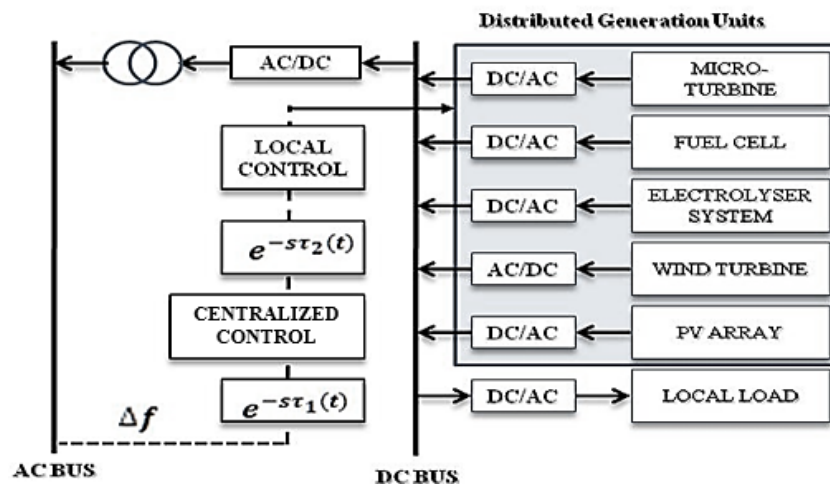 Distributed Generation Units
AC/DC
DC/AC
MICRO-
TURBINE
LOCAL
CONTROL
DC/AC
FUEL CELL
DC/AC
ELECTROLYSER
SYSTEM
e^{-sτ_2(t)}
AC/DC
WIND TURBINE
CENTRALIZED
CONTROL
DC/AC
PV ARRAY
e^{-sτ_1(t)}
DC/AC
LOCAL LOAD
Δf
AC BUS
DC BUS